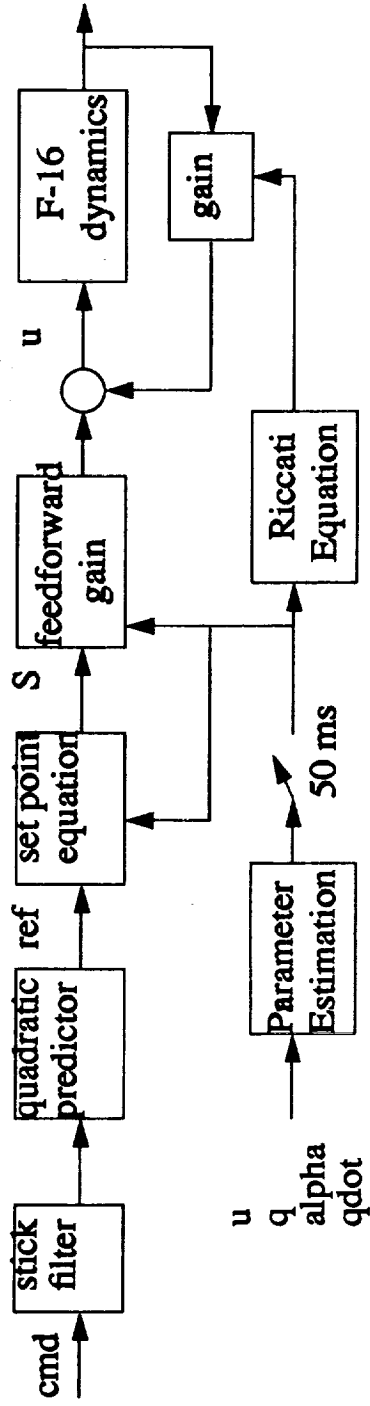 cmd
stick
filter
quadratic
predictor
ref
set point
equation
S
feedforward
gain
u
F-16
dynamics
gain
u
q
alpha
qdot
Parameter
Estimation
50 ms
Riccati
Equation